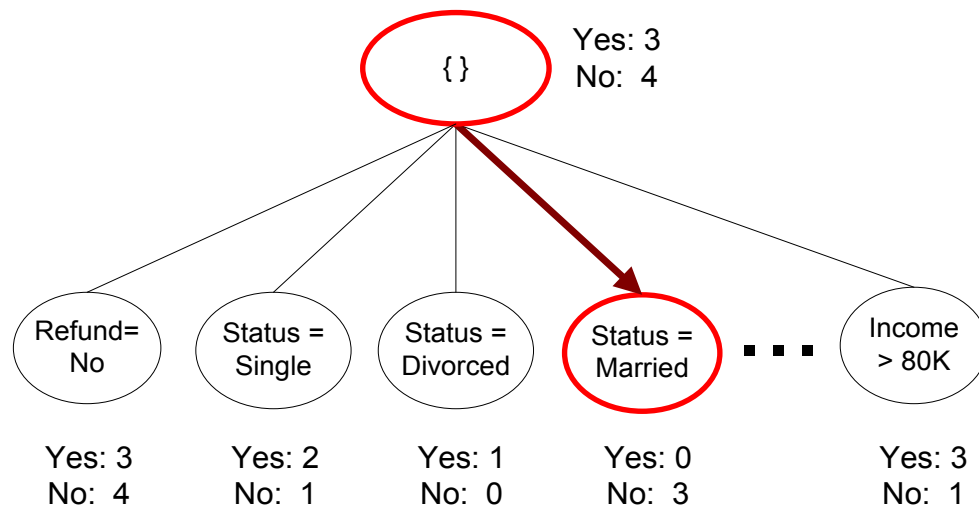 { }
Yes: 3
No: 4
Refund=
No
Status =
Single
Status =
Divorced
Status =
Married
Income
> 80K
Yes: 3
No: 4
Yes: 2
No: 1
Yes: 1
No: 0
Yes: 0
No: 3
Yes: 3
No: 1